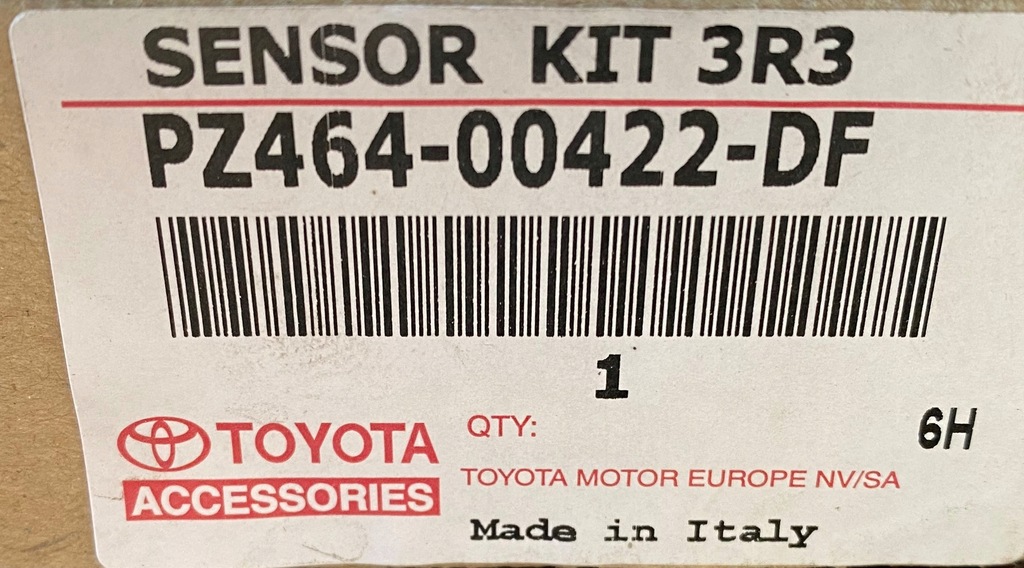 SENSOR KIT 3R3
PZ464-00422-DF
1
QTY:
6H
TOYOTA
ACCESSORIES
TOYOTA MOTOR EUROPE NV/SA
Made in Italy